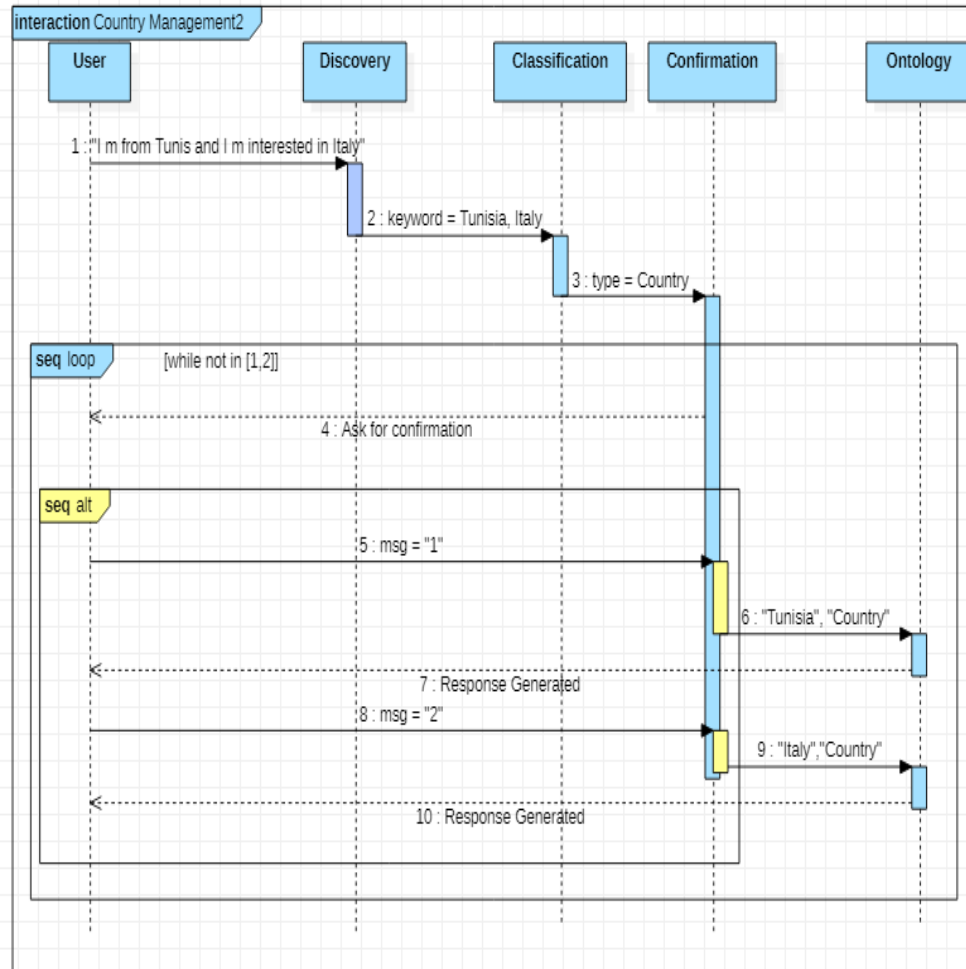 interaction Country Management2
User
Discovery
Classification
Confirmation
Ontology
1 : "I m from Tunis and I m interested in Italy"
2 : keyword = Tunisia, Italy
3 : type = Country
seq loop
[while not in [1,2]]
4 : Ask for confirmation
seq alt
5 : msg = "1"
6 : "Tunisia", "Country"
7 : Response Generated
8 : msg = "2"
9 : "Italy","Country"
10 : Response Generated